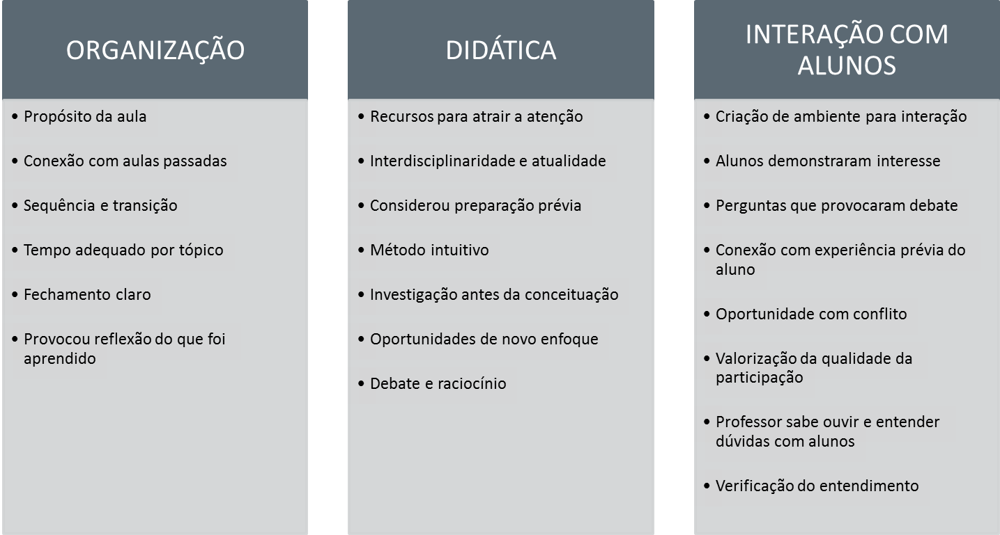 ORGANIZAÇÃO
• Propósito da aula
• Conexão com aulas passadas
• Sequência e transição
• Tempo adequado por tópico
• Fechamento claro
• Provocou reflexão do que foi
aprendido
DIDÁTICA
• Recursos para atrair a atenção
• Interdisciplinaridade e atualidade
• Considerou preparação prévia
• Método intuitivo
• Investigação antes da conceituação
• Oportunidades de novo enfoque
• Debate e raciocínio
INTERAÇÃO COM
ALUNOS
• Criação de ambiente para interação
• Alunos demonstraram interesse
• Perguntas que provocaram debate
• Conexão com experiência prévia do
aluno
• Oportunidade com conflito
• Valorização da qualidade da
participação
• Professor sabe ouvir e entender
dúvidas com alunos
• Verificação do entendimento